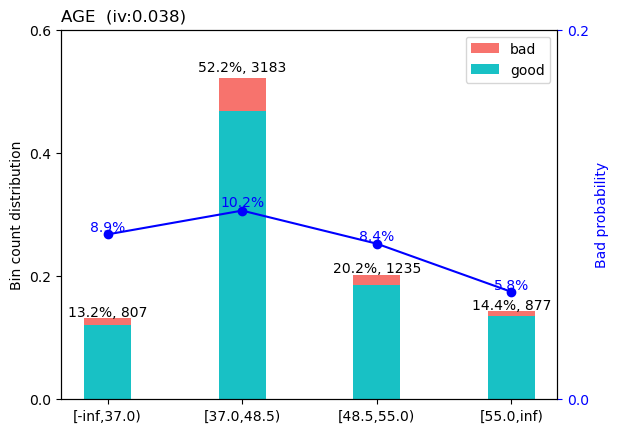 AGE  (iv:0.038)
0.6
0.4
0.2
0.0
Bin count distribution
bad
good
52.2%, 3183
10.2%
8.9%
8.4%
20.2%, 1235
5.8%
13.2%, 807
14.4%, 877
0.2
0.0
Bad probability
[-inf,37.0)
[37.0,48.5)
[48.5,55.0)
[55.0,inf)